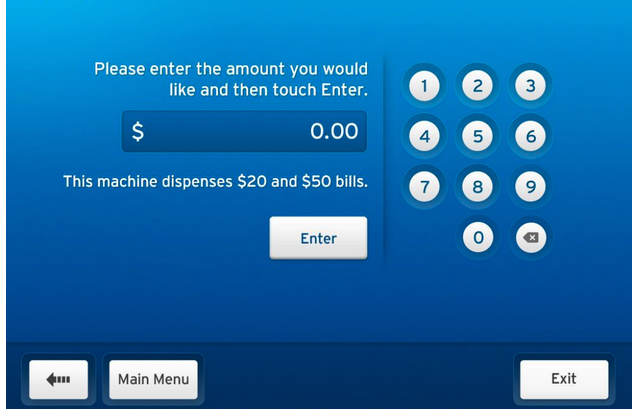 Please enter the amount you would
like and then touch Enter.
$ 0.00
This machine dispenses $20 and $50 bills.
Enter
1 2 3
4 5 6
7 8 9
0
Main Menu
Exit